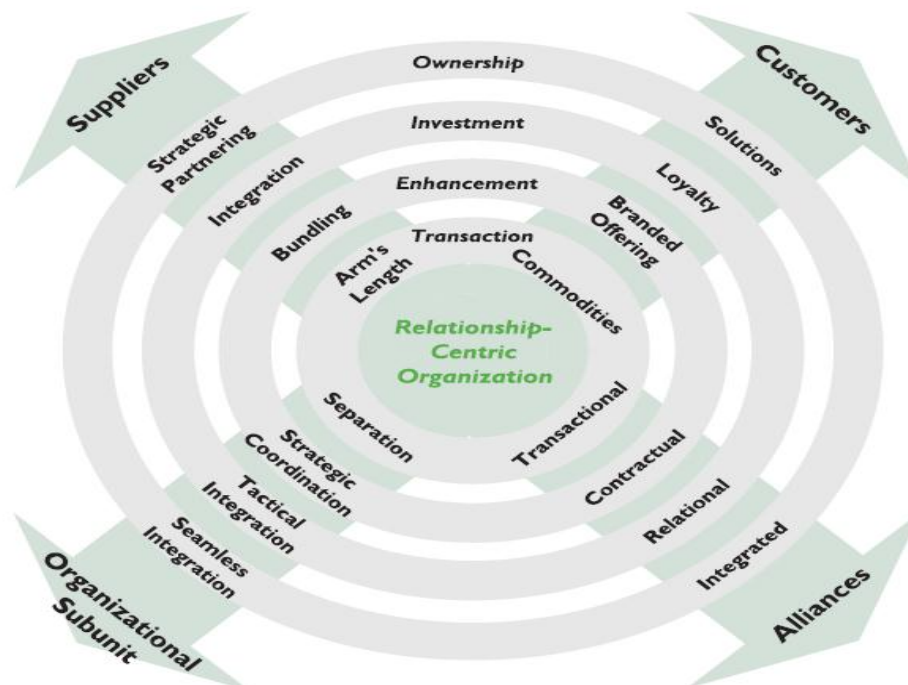 Suppliers
Customers
Ownership
Investment
Enhancement
Transaction
Strategic
Partnering
Integration
Bundling
Arm's
Length
Solutions
Loyalty
Branded
Offering
Commodities
Relationship-
Centric
Organization
Separation
Strategic
Coordination
Tactical
Integration
Seamless
Integration
Organizational
Subunit
Transactional
Contractual
Relational
Integrated
Alliances